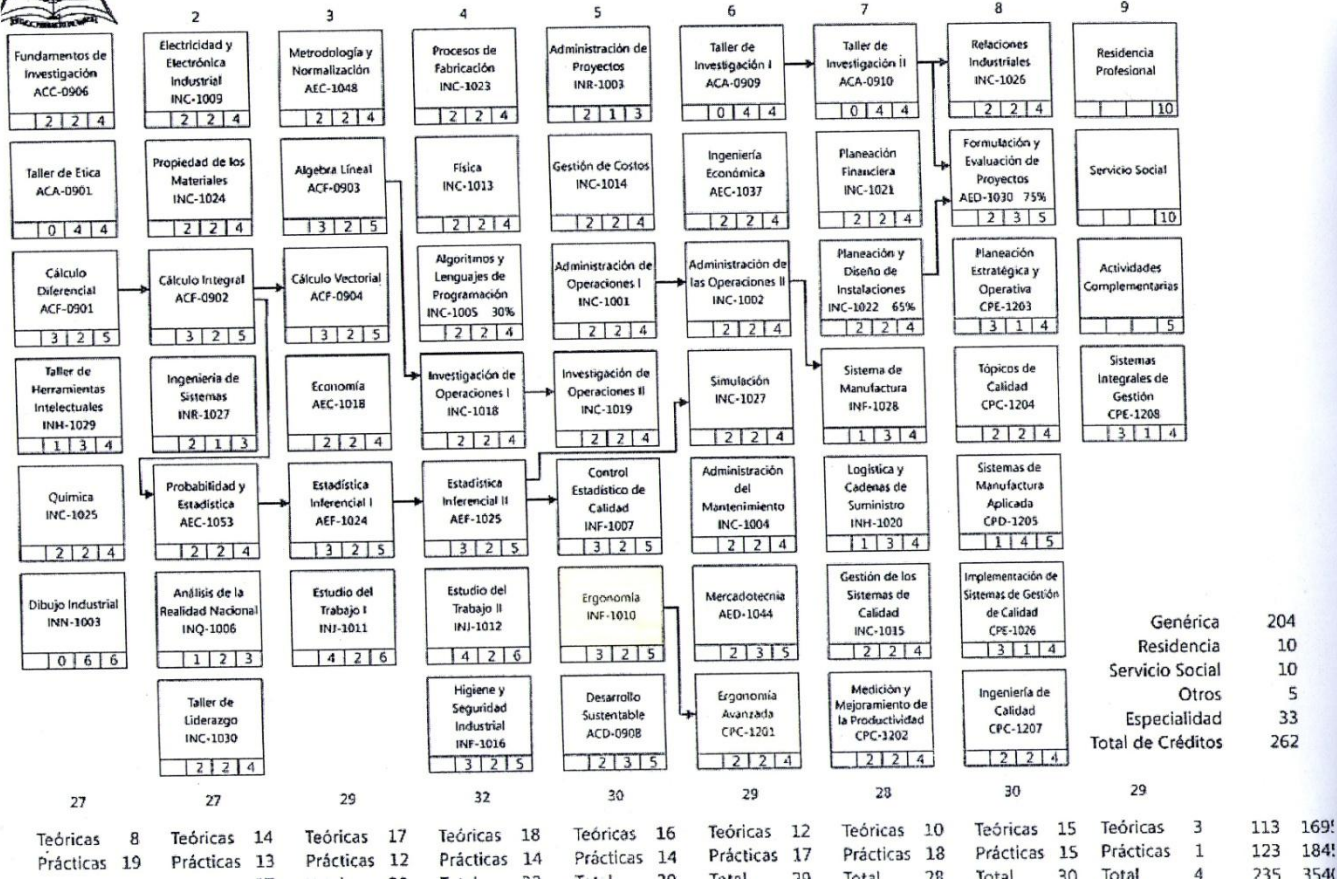 2 3 4 5 6 7 8 9
Fundamentos de
Investigación
ACC-0906
2 2 4
Electricidad y
Electrónica
Industrial
INC-1009
2 2 4
Metrodología y
Normalización
AEC-1048
2 2 4
Procesos de
Fabricación
INC-1023
2 2 4
Administración de
Proyectos
INR-1003
2 1 3
Taller de
Investigación I
ACA-0909
0 4 4
Taller de
Investigación II
ACA-0910
0 4 4
Relaciones
Industriales
INC-1026
2 2 4
Residencia
Profesional
10
Taller de Etica
ACA-0901
0 4 4
Propiedad de los
Materiales
INC-1024
2 2 4
Algebra Líneal
ACF-0903
3 2 5
Física
INC-1013
2 2 4
Gestión de Costos
INC-1014
2 2 4
Ingeniería
Económica
AEC-1037
2 2 4
Planeación
Financiera
INC-1021
2 2 4
Formulación y
Evaluación de
Proyectos
AED-1030 75%
2 3 5
Servicio Social
10
Cálculo
Diferencial
ACF-0901
3 2 5
Cálculo Integral
ACF-0902
3 2 5
Cálculo Vectorial
ACF-0904
3 2 5
Algoritmos y
Lenguajes de
Programación
INC-1005 30%
2 2 4
Administración de
Operaciones I
INC-1001
2 2 4
Administración de
las Operaciones II
INC-1002
2 2 4
Planeación y
Diseño de
Instalaciones
INC-1022 65%
2 2 4
Planeación
Estratégica y
Operativa
CPE-1203
3 1 4
Actividades
Complementarias
5
Taller de
Herramientas
Intelectuales
INH-1029
1 3 4
Ingeniería de
Sistemas
INR-1027
2 1 3
Economía
AEC-1018
2 2 4
Investigación de
Operaciones I
INC-1018
2 2 4
Investigación de
Operaciones II
INC-1019
2 2 4
Simulación
INC-1027
2 2 4
Sistema de
Manufactura
INF-1028
1 3 4
Tópicos de
Calidad
CPC-1204
2 2 4
Sistemas
Integrales de
Gestión
CPE-1208
3 1 4
Quimica
INC-1025
2 2 4
Probabilidad y
Estadistica
AEC-1053
2 2 4
Estadística
Inferencial I
AEF-1024
3 2 5
Estadística
Inferencial II
AEF-1025
3 2 5
Control
Estadístico de
Calidad
INF-1007
3 2 5
Administración
del
Mantenimiento
INC-1004
2 2 4
Logística y
Cadenas de
Suministro
INH-1020
1 3 4
Sistemas de
Manufactura
Aplicada
CPD-1205
1 4 5
Dibujo Industrial
INN-1003
0 6 6
Análisis de la
Realidad Nacional
INQ-1006
1 2 3
Estudio del
Trabajo I
INJ-1011
4 2 6
Estudio del
Trabajo II
INJ-1012
4 2 6
Ergonomía
INF-1010
3 2 5
Mercadotecnia
AED-1044
2 3 5
Gestión de los
Sistemas de
Calidad
INC-1015
2 2 4
Implementación de
Sistemas de Gestión
de Calidad
CPE-1026
3 1 4
Taller de
Liderazgo
INC-1030
2 2 4
Higiene y
Seguridad
Industrial
INF-1016
3 2 5
Desarrollo
Sustentable
ACD-0908
2 3 5
Ergonomía
Avanzada
CPC-1201
2 2 4
Medición y
Mejoramiento de
la Productividad
CPC-1202
2 2 4
Ingeniería de
Calidad
CPC-1207
2 2 4
Genérica 204
Residencia 10
Servicio Social 10
Otros 5
Especialidad 33
Total de Créditos 262
27 27 29 32 30 29 28 30 29
Teóricas 8 Teóricas 14 Teóricas 17 Teóricas 18 Teóricas 16 Teóricas 12 Teóricas 10 Teóricas 15 Teóricas 3 113 169
Prácticas 19 Prácticas 13 Prácticas 12 Prácticas 14 Prácticas 14 Prácticas 17 Prácticas 18 Prácticas 15 Prácticas 1 123 184
Total Total Total 28 Total 30 Total 4 235 354